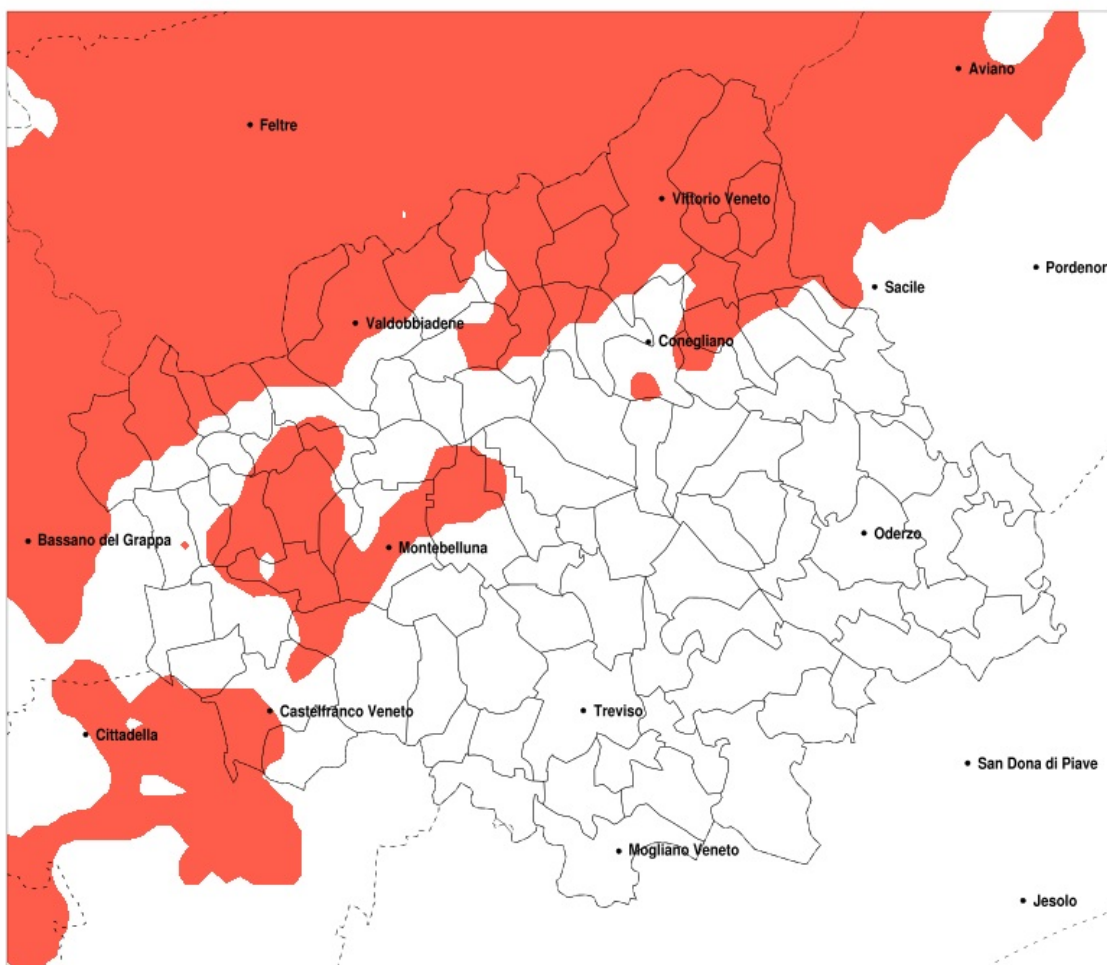 Aviano
Feltre
Vittorio Veneto
Pordenor
Sacile
Valdobbiadene
Conegliano
Oderzo
Bassano del Grappa
Montebelluna
Castelfranco Veneto
Treviso
Cittadella
San Dona di Piave
Mogliano Veneto
Jesolo